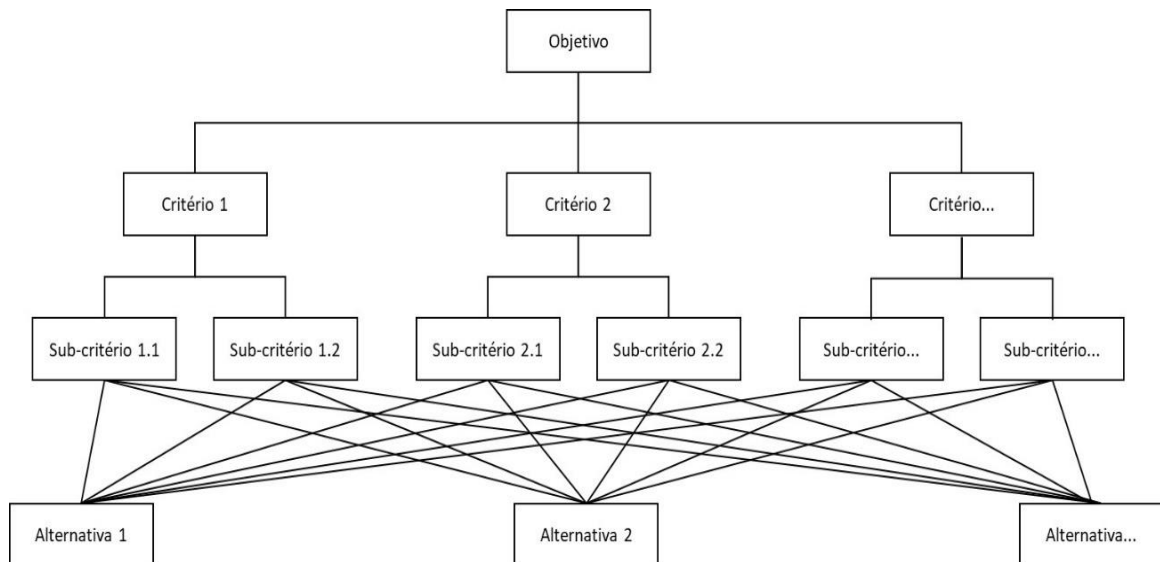 Objetivo
Critério 1
Critério 2
Critério...
Sub-critério 1.1
Sub-critério 1.2
Sub-critério 2.1
Sub-critério 2.2
Sub-critério...
Sub-critério...
Alternativa 1
Alternativa 2
Alternativa...